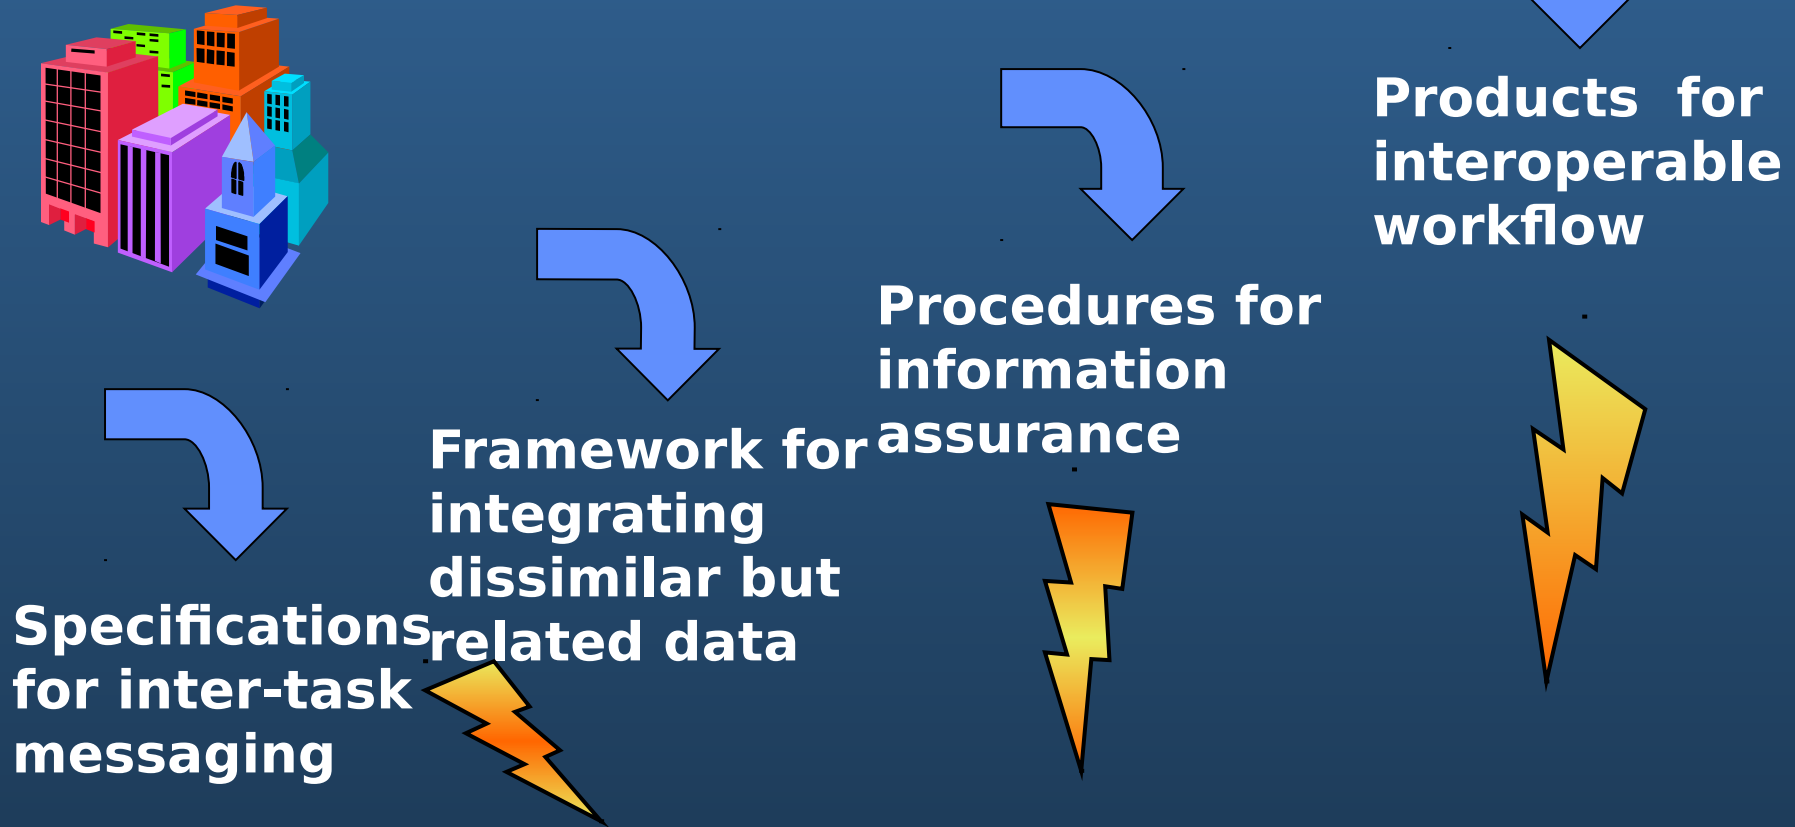 Specifications
for inter-task
messaging
Framework for
integrating
dissimilar but
related data
Procedures for
information
assurance
Products for
interoperable
workflow